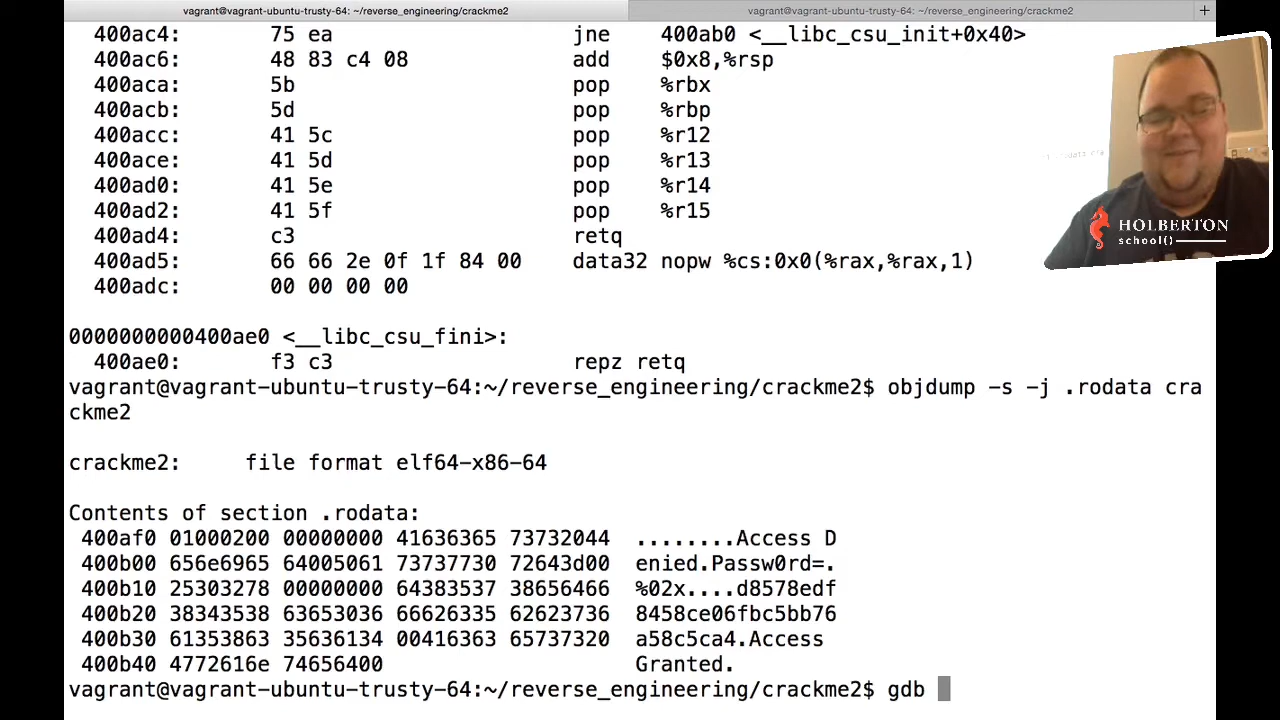 vagrant@vagrant-ubuntu-trusty-64: ~/reverse_engineering/crackme2
vagrant@vagrant-ubuntu-trusty-64: ~/reverse_engineering/crackme2
+
400ac4: 75 ea jne 400ab0 <__libc_csu_init+0x40>
400ac6: 48 83 c4 08 add $0x8,%rsp
400aca: 5b pop %rbx
400acb: 5d pop %rbp
400acc: 41 5c pop %r12
400ace: 41 5d pop %r13
400ad0: 41 5e pop %r14
400ad2: 41 5f pop %r15
400ad4: c3 retq
400ad5: 66 66 2e 0f 1f 84 00 data32 nopw %cs:0x0(%rax,%rax,1)
400adc: 00 00 00 00
0000000000400ae0 <__libc_csu_fini>:
400ae0: f3 c3 repz retq
vagrant@vagrant-ubuntu-trusty-64:~/reverse_engineering/crackme2$ objdump -s -j .rodata cra
ckme2
crackme2: file format elf64-x86-64
Contents of section .rodata:
400af0 01000200 00000000 41636365 73732044 ........Access D
400b00 656e6965 64005061 73737730 72643d00 enied.Passw0rd=.
400b10 25303278 00000000 64383537 38656466 %02x....d8578edf
400b20 38343538 63653036 66626335 62623736 8458ce06fbc5bb76
400b30 61353863 35636134 00416363 65737320 a58c5ca4.Access
400b40 4772616e 74656400 Granted.
vagrant@vagrant-ubuntu-trusty-64:~/reverse_engineering/crackme2$ gdb
HOLBERTON
school()